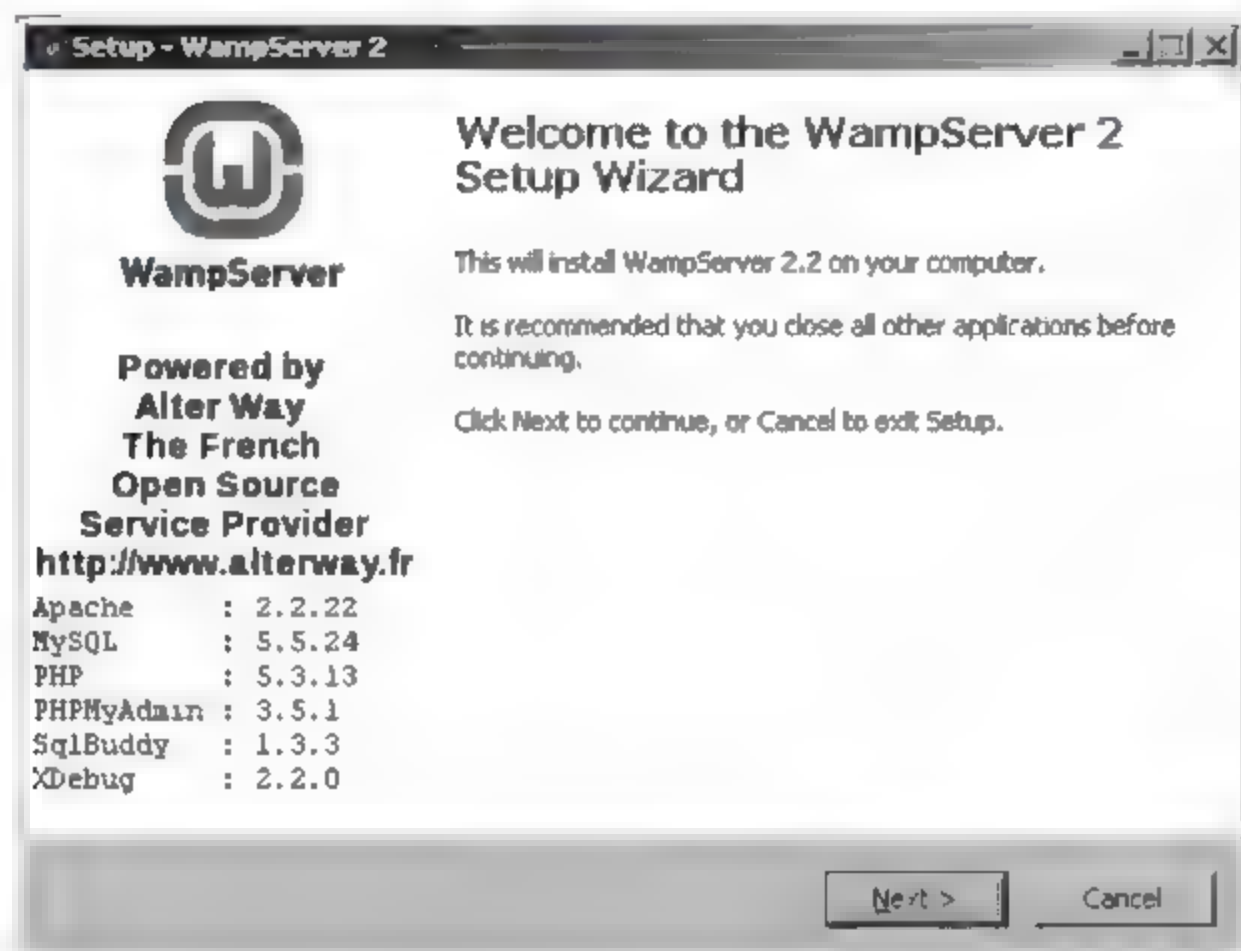 Setup - WampServer 2
WampServer
Powered by
Alter Way
The French
Open Source
Service Provider
http://www.alterway.fr
Apache : 2.2.22
MySQL : 5.5.24
PHP : 5.3.13
PHPMyAdmin : 3.5.1
SqlBuddy : 1.3.3
XDebug : 2.2.0
Welcome to the WampServer 2
Setup Wizard
This will install WampServer 2.2 on your computer.
It is recommended that you close all other applications before
continuing.
Click Next to continue, or Cancel to exit Setup.
Next >
Cancel